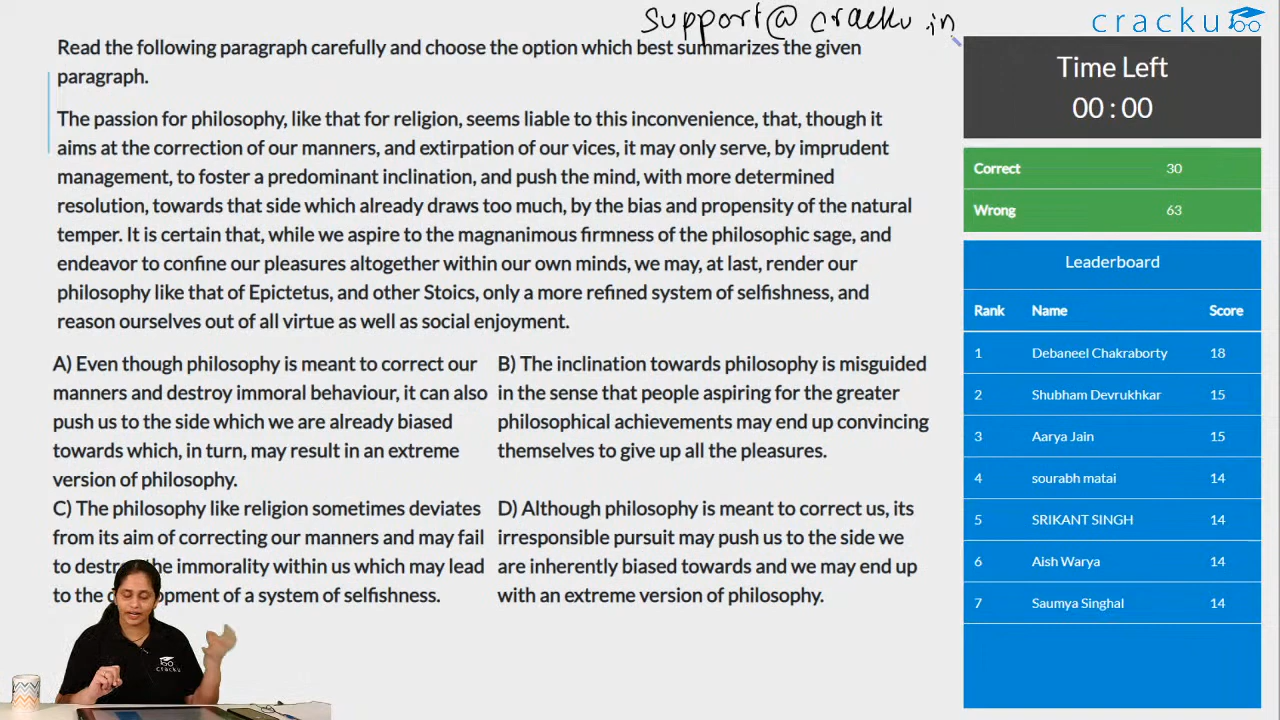 support@cracku.in
cracku
Read the following paragraph carefully and choose the option which best summarizes the given
paragraph.
The passion for philosophy, like that for religion, seems liable to this inconvenience, that, though it
aims at the correction of our manners, and extirpation of our vices, it may only serve, by imprudent
management, to foster a predominant inclination, and push the mind, with more determined
resolution, towards that side which already draws too much, by the bias and propensity of the natural
temper. It is certain that, while we aspire to the magnanimous firmness of the philosophic sage, and
endeavor to confine our pleasures altogether within our own minds, we may, at last, render our
philosophy like that of Epictetus, and other Stoics, only a more refined system of selfishness, and
reason ourselves out of all virtue as well as social enjoyment.
A) Even though philosophy is meant to correct our
manners and destroy immoral behaviour, it can also
push us to the side which we are already biased
towards which, in turn, may result in an extreme
version of philosophy.
B) The inclination towards philosophy is misguided
in the sense that people aspiring for the greater
philosophical achievements may end up convincing
themselves to give up all the pleasures.
C) The philosophy like religion sometimes deviates
from its aim of correcting our manners and may fail
to the immorality within us which may lead
to the of a system of selfishness.
D) Although philosophy is meant to correct us, its
irresponsible pursuit may push us to the side we
are inherently biased towards and we may end up
with an extreme version of philosophy.
Time Left
00 : 00
Correct 30
Wrong 63
Leaderboard
Rank Name Score
1 Debaneel Chakraborty 18
2 Shubham Devrukhkar 15
3 Aarya Jain 15
4 sourabh matai 14
5 SRIKANT SINGH 14
6 Aish Warya 14
7 Saumya Singhal 14
cracku